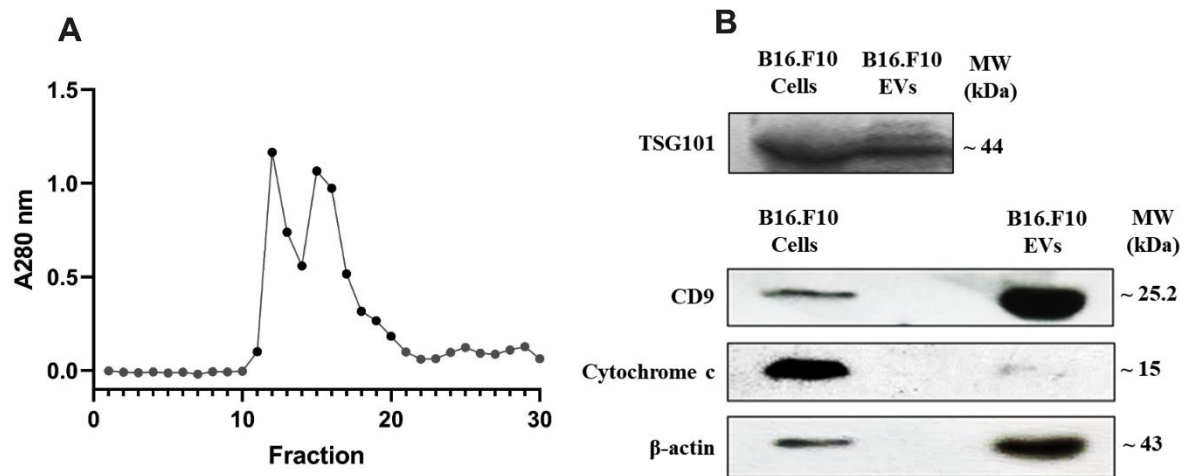 A
1.5
1.0
0.5
0.0
A280 nm
0
10
20
30
Fraction
B
B16.F10
Cells
B16.F10
EVs
MW
(kDa)
TSG101
~ 44
B16.F10
Cells
B16.F10
EVs
MW
(kDa)
CD9
~ 25.2
Cytochrome c
~ 15
β-actin
~ 43